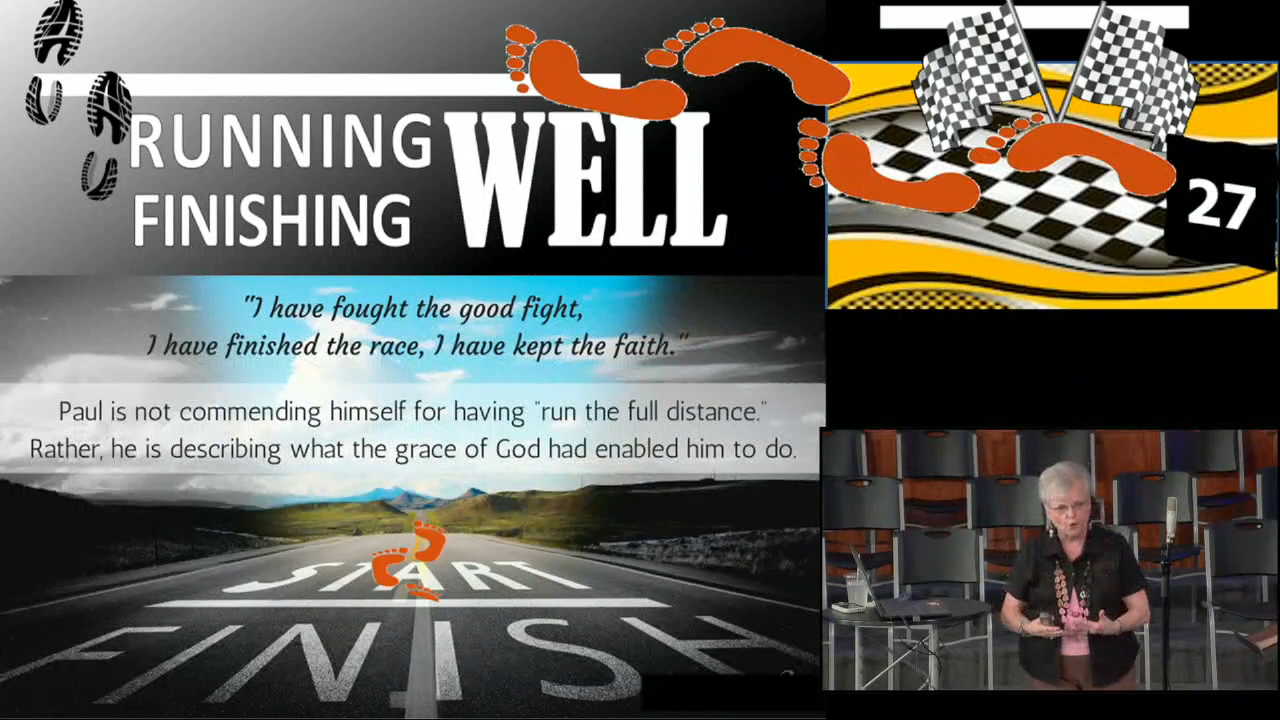 RUNNING
FINISHING
WELL
27
"I have fought the good fight,
I have finished the race, I have kept the faith."
Paul is not commending himself for having "run the full distance."
Rather, he is describing what the grace of God had enabled him to do.
START
FINISH